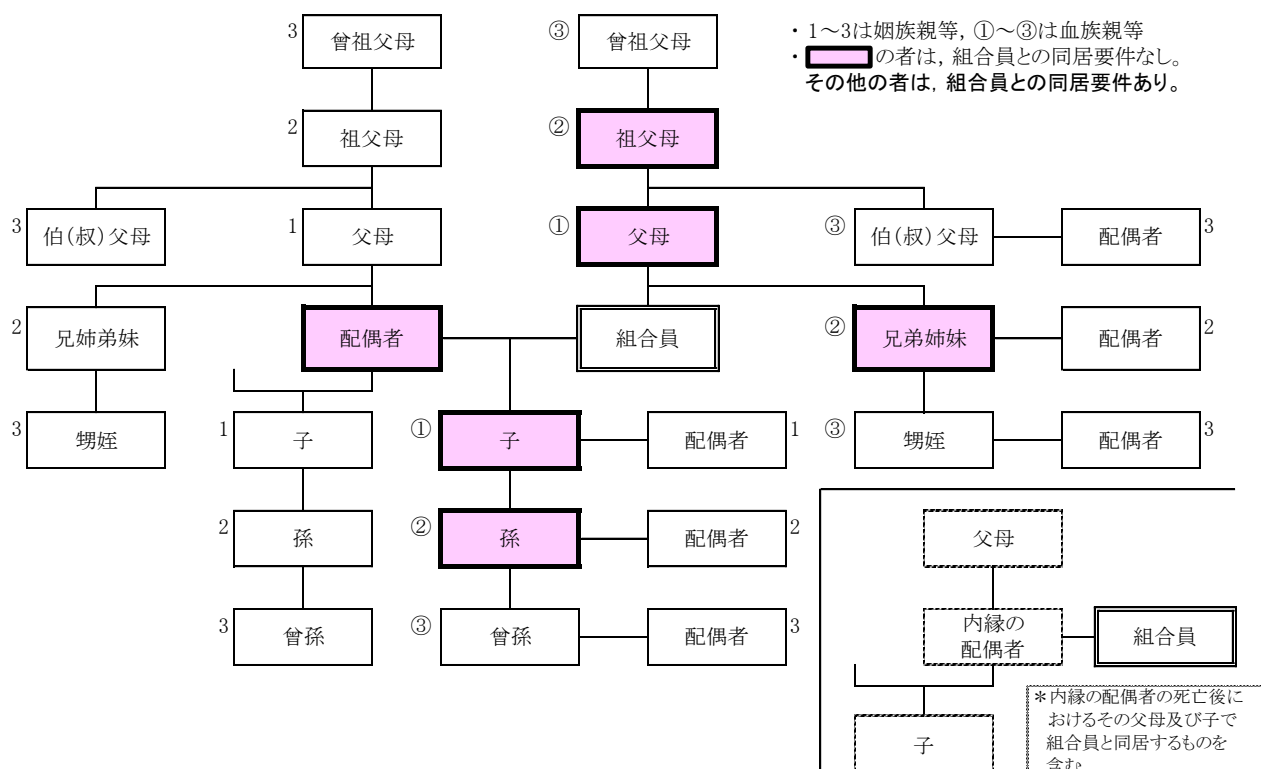 3 曾祖父母
③ 曾祖父母
・1～3は姻族親等, ①～③は血族親等
・ の者は, 組合員との同居要件なし。
その他の者は, 組合員との同居要件あり。
2 祖父母
② 祖父母
3 伯(叔)父母
1 父母
① 父母
③ 伯(叔)父母
配偶者 3
2 兄姉弟妹
配偶者
組合員
② 兄弟姉妹
配偶者 2
3 甥姪
1 子
① 子
配偶者 1
③ 甥姪
配偶者 3
2 孫
② 孫
配偶者 2
3 曾孫
③ 曾孫
配偶者 3
父母
内縁の
配偶者
組合員
子
＊内縁の配偶者の死亡後に
おけるその父母及び子で
組合員と同居するものを
含む